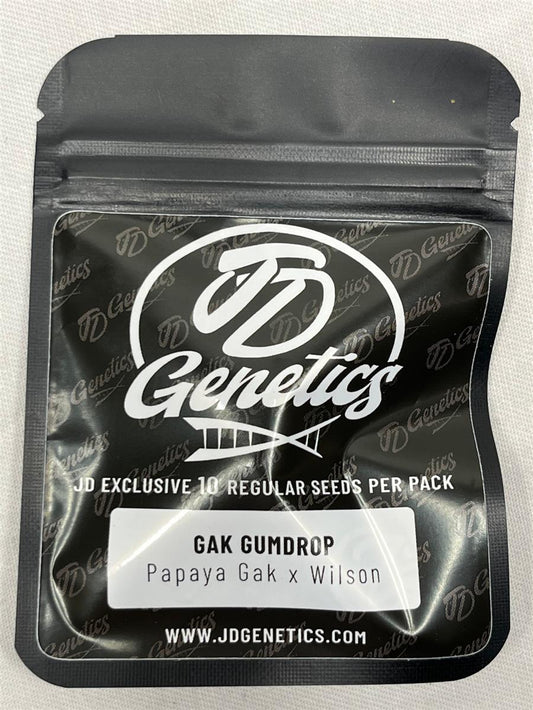 JD
Genetics
JD EXCLUSIVE 10 REGULAR SEEDS PER PACK
GAK GUMDROP
Papaya Gak x Wilson
WWW.JDGENETICS.COM